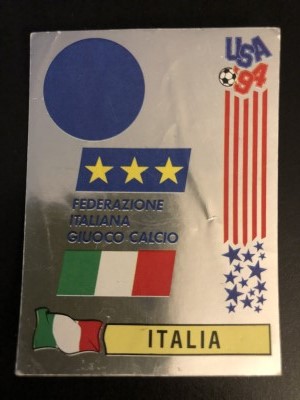 USA
'94
FEDERAZIONE
ITALIANA
GIUOCO CALCIO
ITALIA